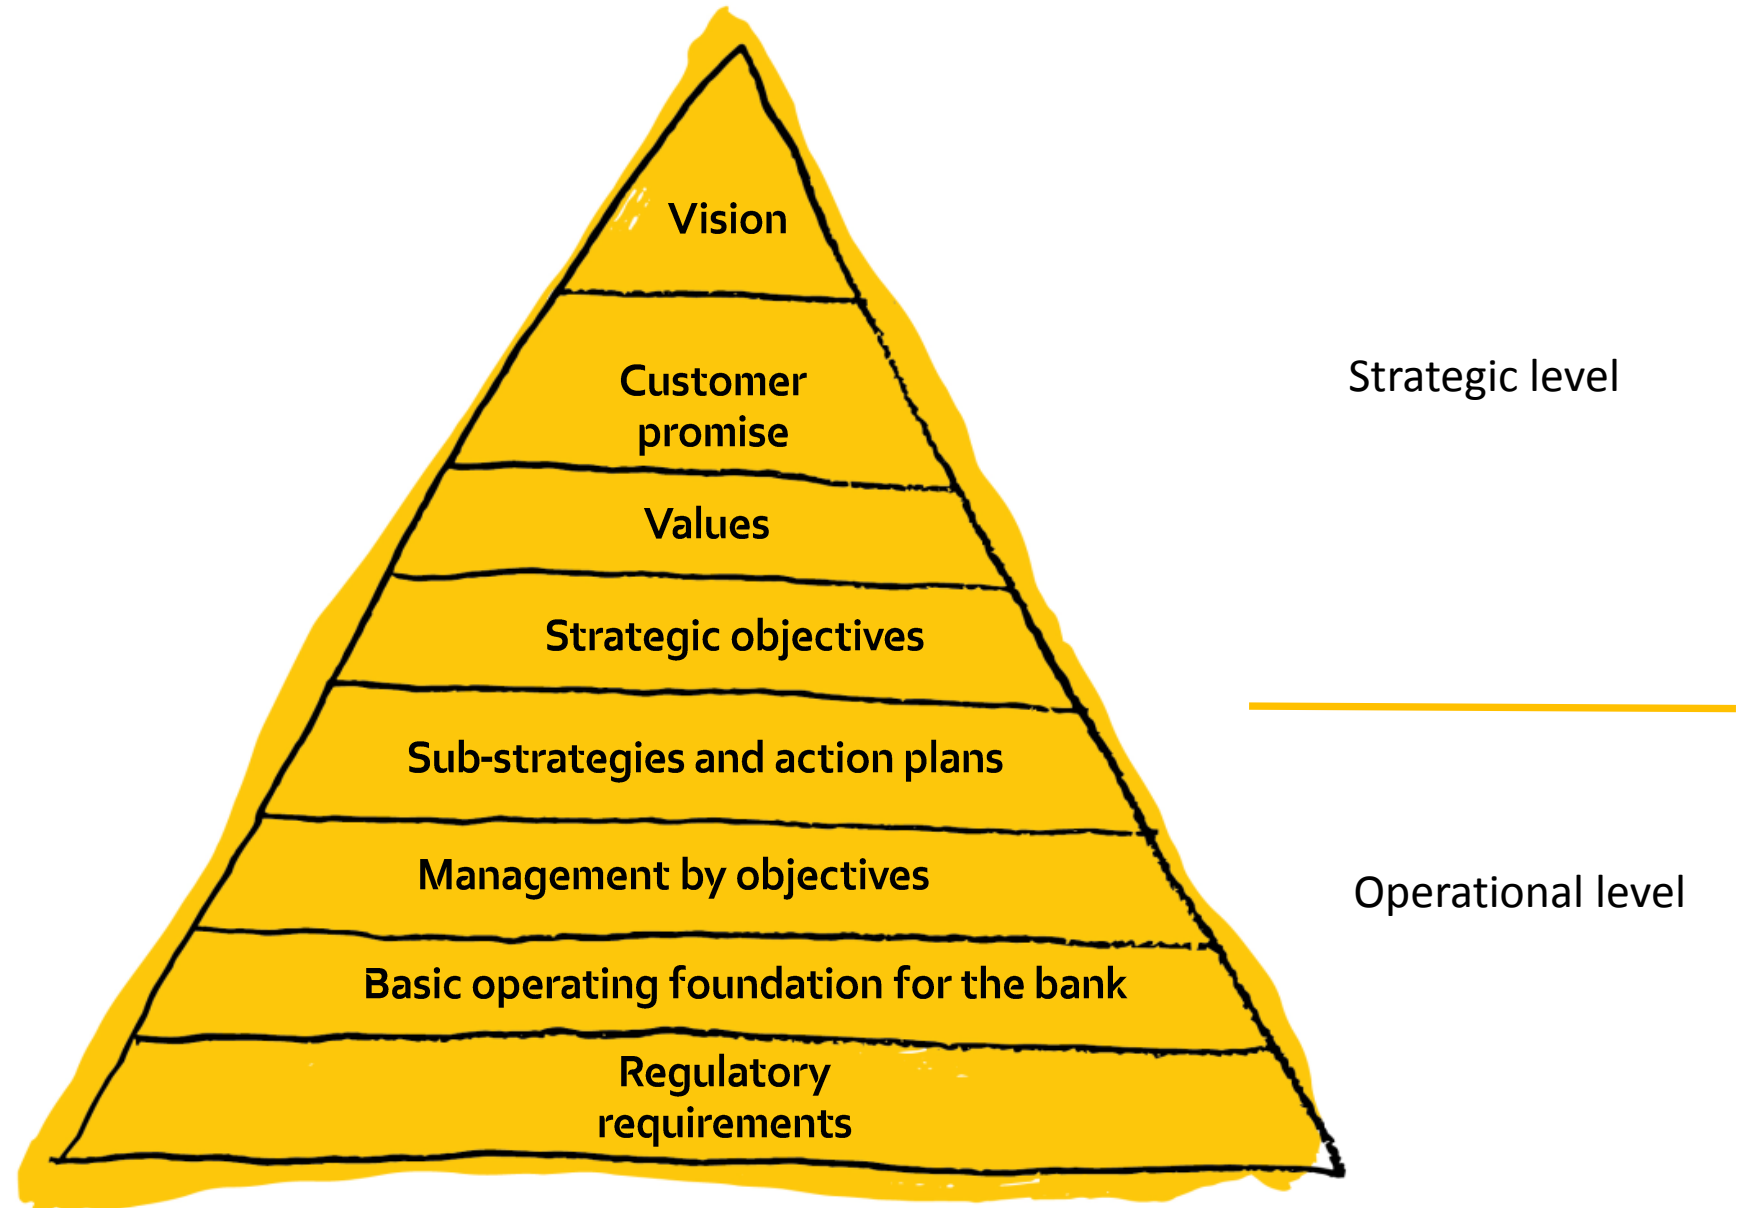 Vision
Customer
promise
Values
Strategic objectives
Sub-strategies and action plans
Management by objectives
Basic operating foundation for the bank
Regulatory
requirements
Strategic level
Operational level